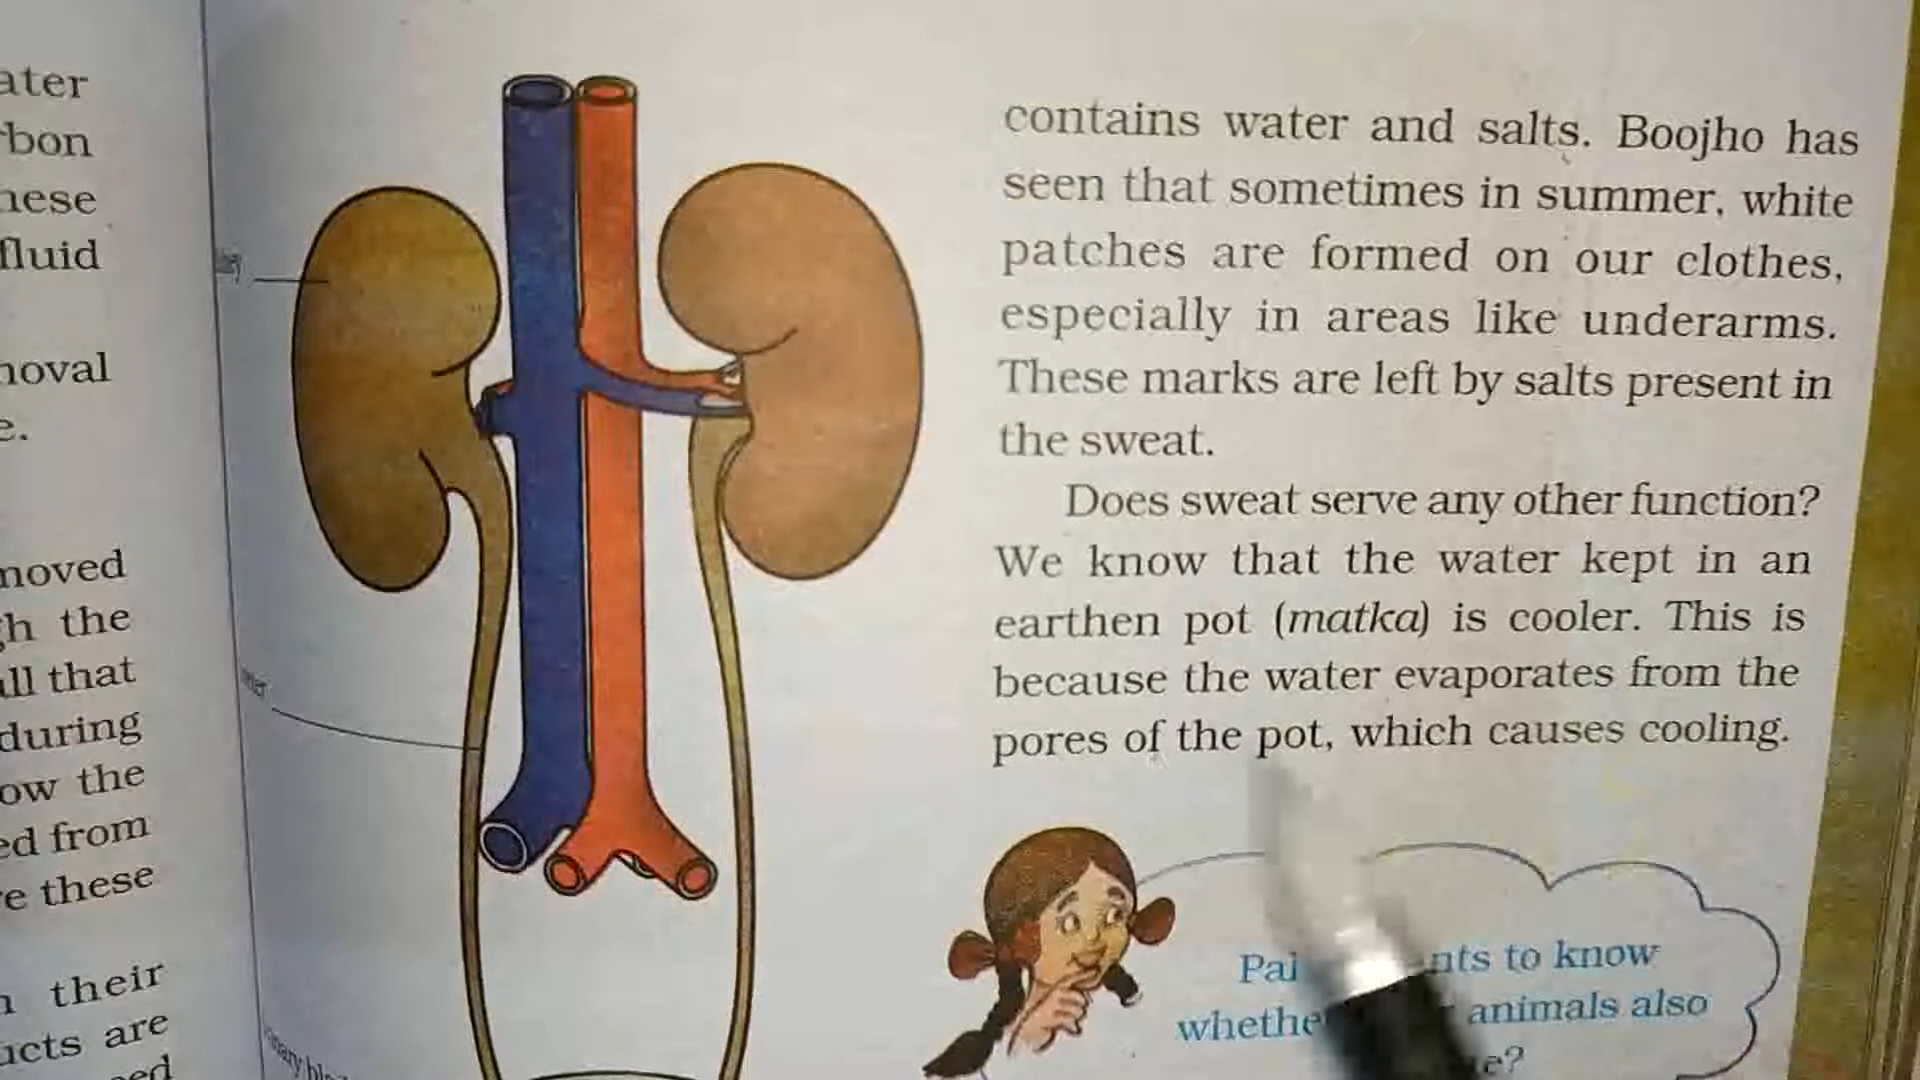 ater
bon
hese
fluid
noval
e.
moved
h the
all that
during
ow the
ed from
e these
their
ucts are
contains water and salts. Boojho has
seen that sometimes in summer, white
patches are formed on our clothes,
especially in areas like underarms.
These marks are left by salts present in
the sweat.
Does sweat serve any other function?
We know that the water kept in an
earthen pot (matka) is cooler. This is
because the water evaporates from the
pores of the pot, which causes cooling.
nts to know
animals also